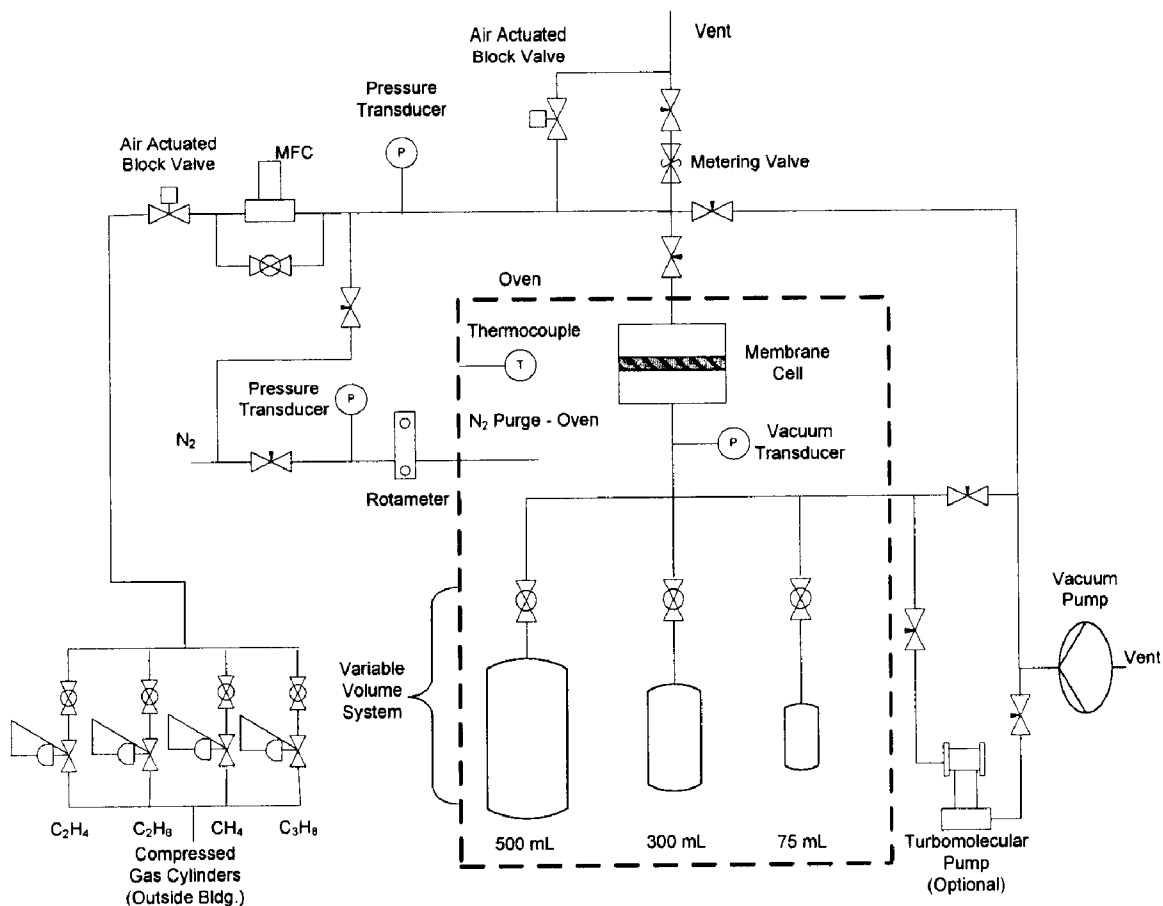 Air Actuated
Block Valve
Vent
Pressure
Transducer
P
Metering Valve
Air Actuated
Block Valve
MFC
Oven
Thermocouple
T
Membrane
Cell
Pressure
Transducer
P
N₂ Purge - Oven
N₂
Rotameter
P
Vacuum
Transducer
Variable
Volume
System
Vacuum
Pump
Vent
C₂H₄
C₂H₆
CH₄
C₃H₈
Compressed
Gas Cylinders
(Outside Bldg.)
500 mL
300 mL
75 mL
Turbomolecular
Pump
(Optional)